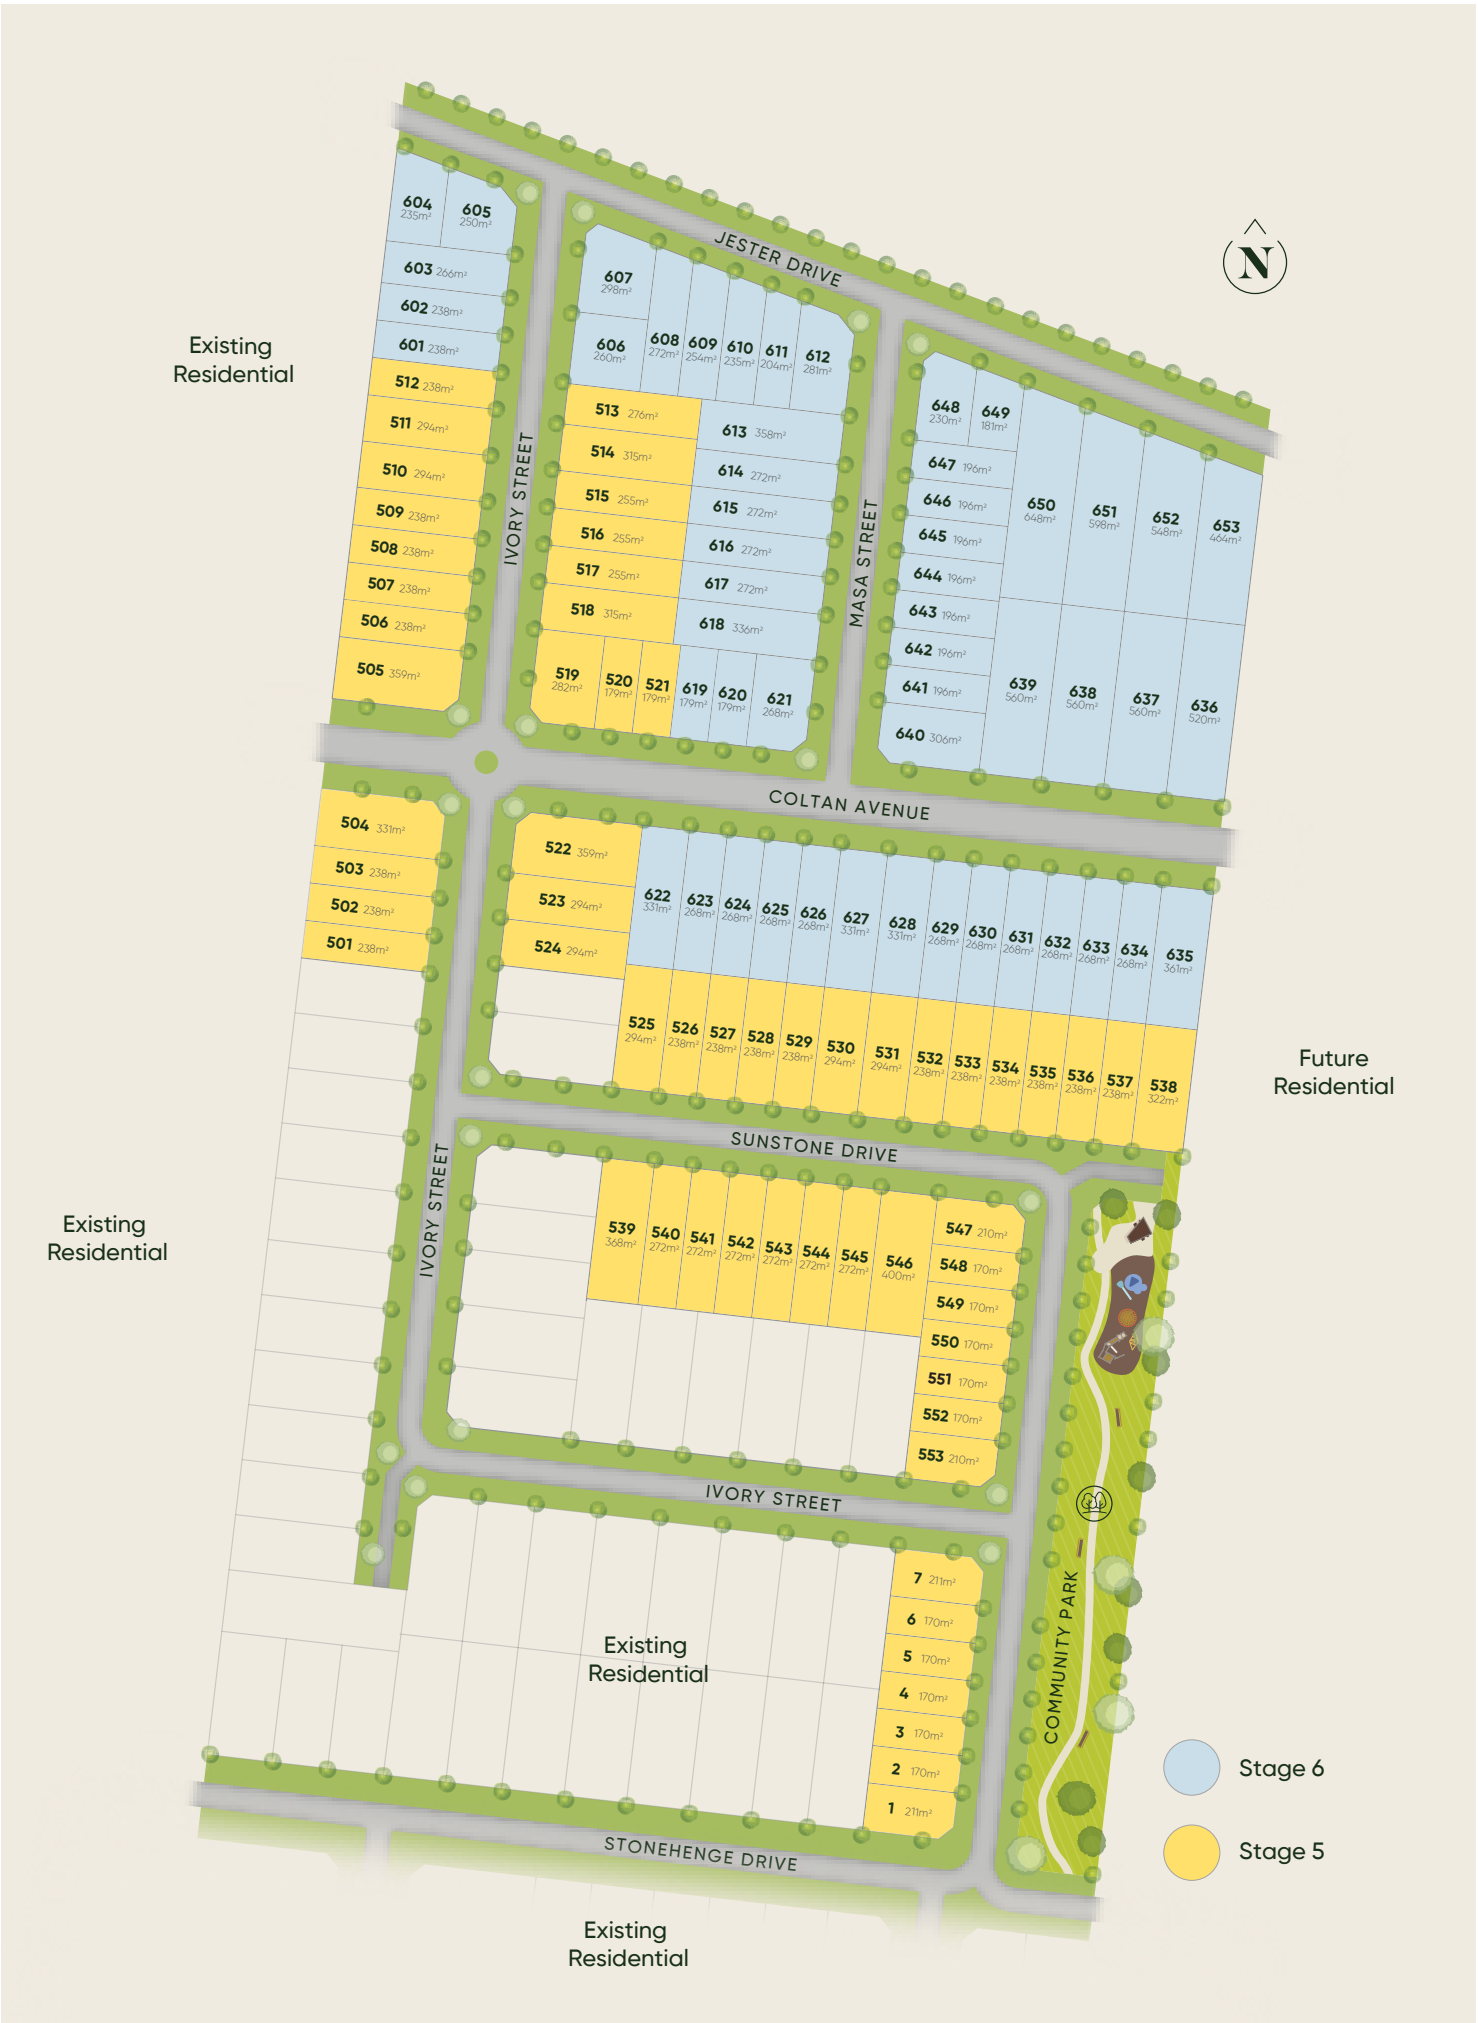 604
235m²
605
250m²
603 266m²
602 238m²
601 238m²
512 238m²
511 294m²
510 294m²
509 238m²
508 238m²
507 238m²
506 238m²
505 359m²
Existing
Residential
IVORY STREET
JESTER DRIVE
N
607
298m²
606
260m²
608
272m²
609
254m²
610
235m²
611
204m²
612
281m²
513 276m²
514 315m²
515 255m²
516 255m²
517 255m²
518 315m²
613 358m²
614 272m²
615 272m²
616 272m²
617 272m²
618 336m²
519
282m²
520
179m²
521
179m²
619
179m²
620
179m²
621
268m²
MASA STREET
648
230m²
649
181m²
647 196m²
646 196m²
645 196m²
644 196m²
643 196m²
642 196m²
641 196m²
640 306m²
650
648m²
651
598m²
652
548m²
653
464m²
639
560m²
638
560m²
637
560m²
636
520m²
COLTAN AVENUE
504 331m²
503 238m²
502 238m²
501 238m²
522 359m²
523 294m²
524 294m²
622
331m²
623
268m²
624
268m²
625
268m²
626
268m²
627
331m²
628
331m²
629
268m²
630
268m²
631
268m²
632
268m²
633
268m²
634
268m²
635
361m²
525
294m²
526
238m²
527
238m²
528
238m²
529
238m²
530
294m²
531
294m²
532
238m²
533
238m²
534
238m²
535
238m²
536
238m²
537
238m²
538
322m²
Future
Residential
SUNSTONE DRIVE
IVORY STREET
Existing
Residential
539
368m²
540
272m²
541
272m²
542
272m²
543
272m²
544
272m²
545
272m²
546
400m²
547 210m²
548 170m²
549 170m²
550 170m²
551 170m²
552 170m²
553 210m²
IVORY STREET
COMMUNITY PARK
7 211m²
6 170m²
5 170m²
4 170m²
3 170m²
2 170m²
1 211m²
Existing
Residential
STONEHENGE DRIVE
Existing
Residential
Stage 6
Stage 5